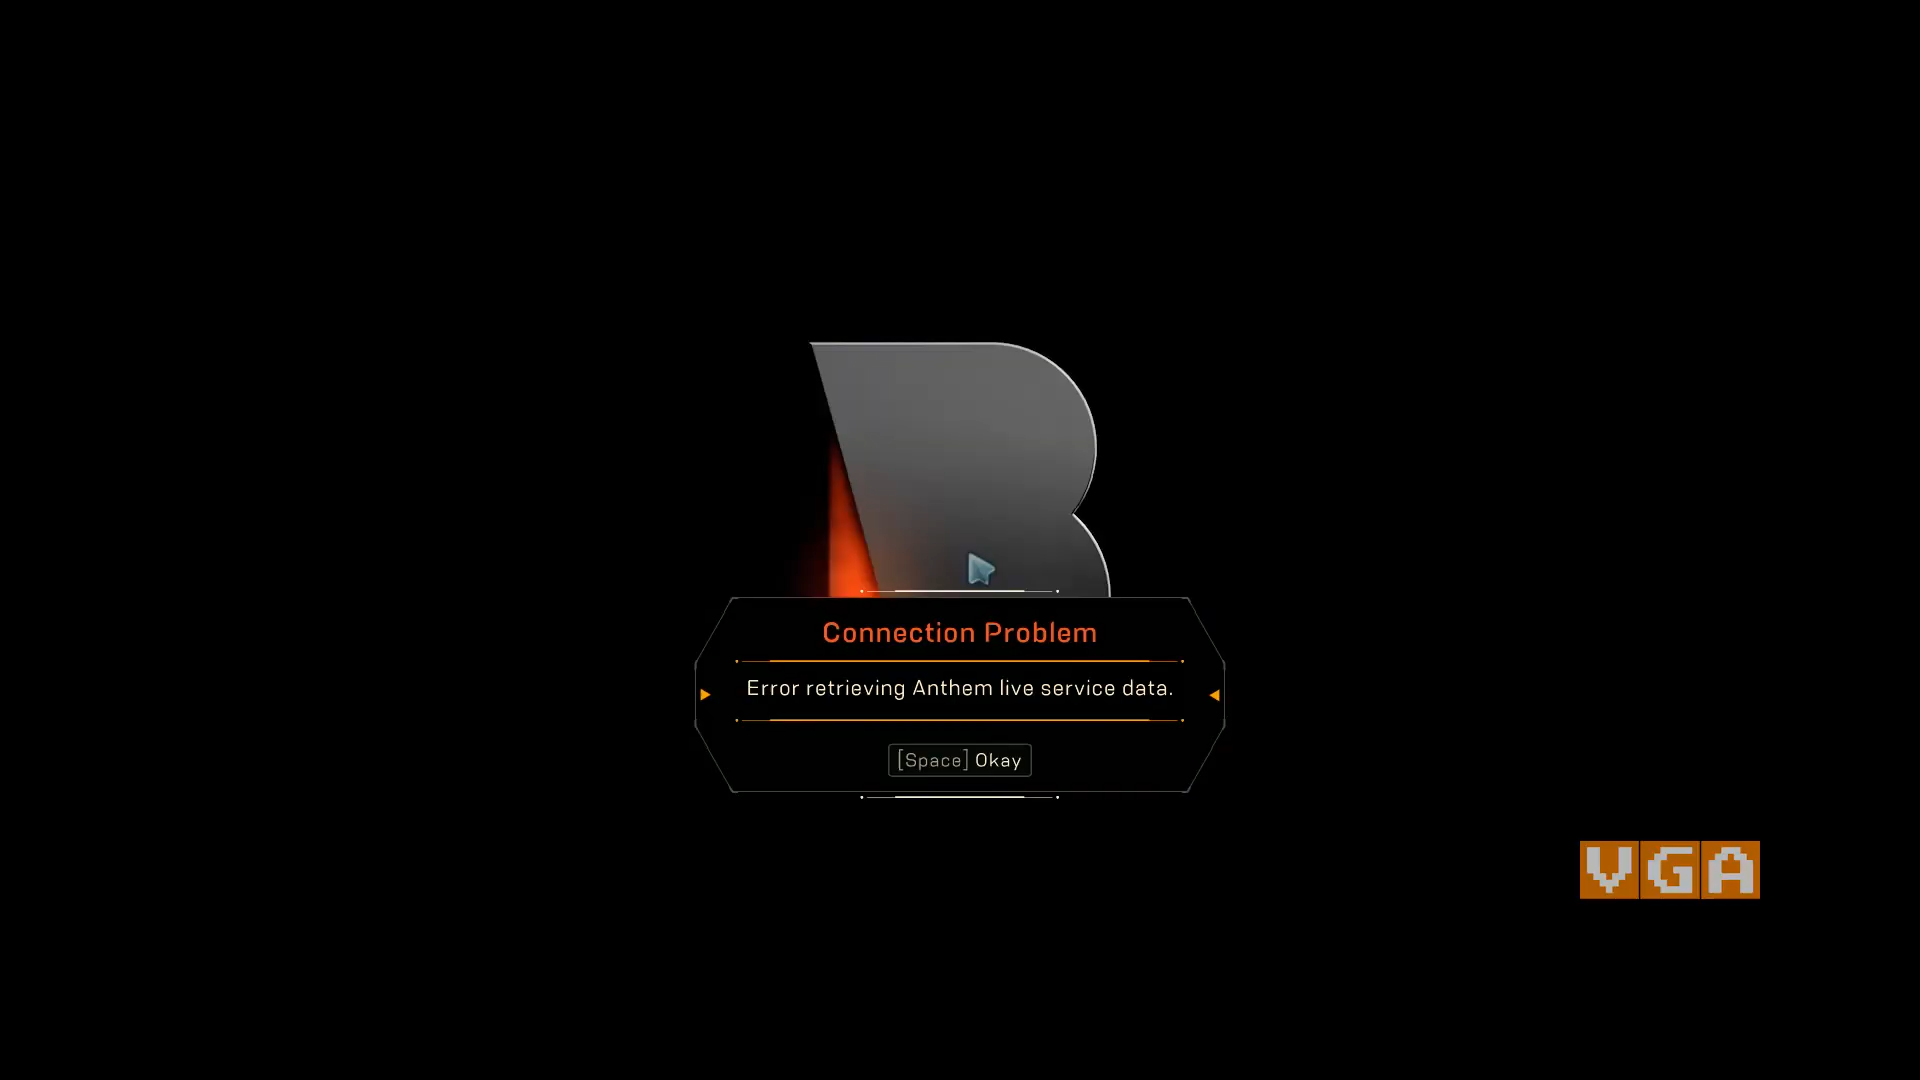 Connection Problem
Error retrieving Anthem live service data.
[Space] Okay
VGA